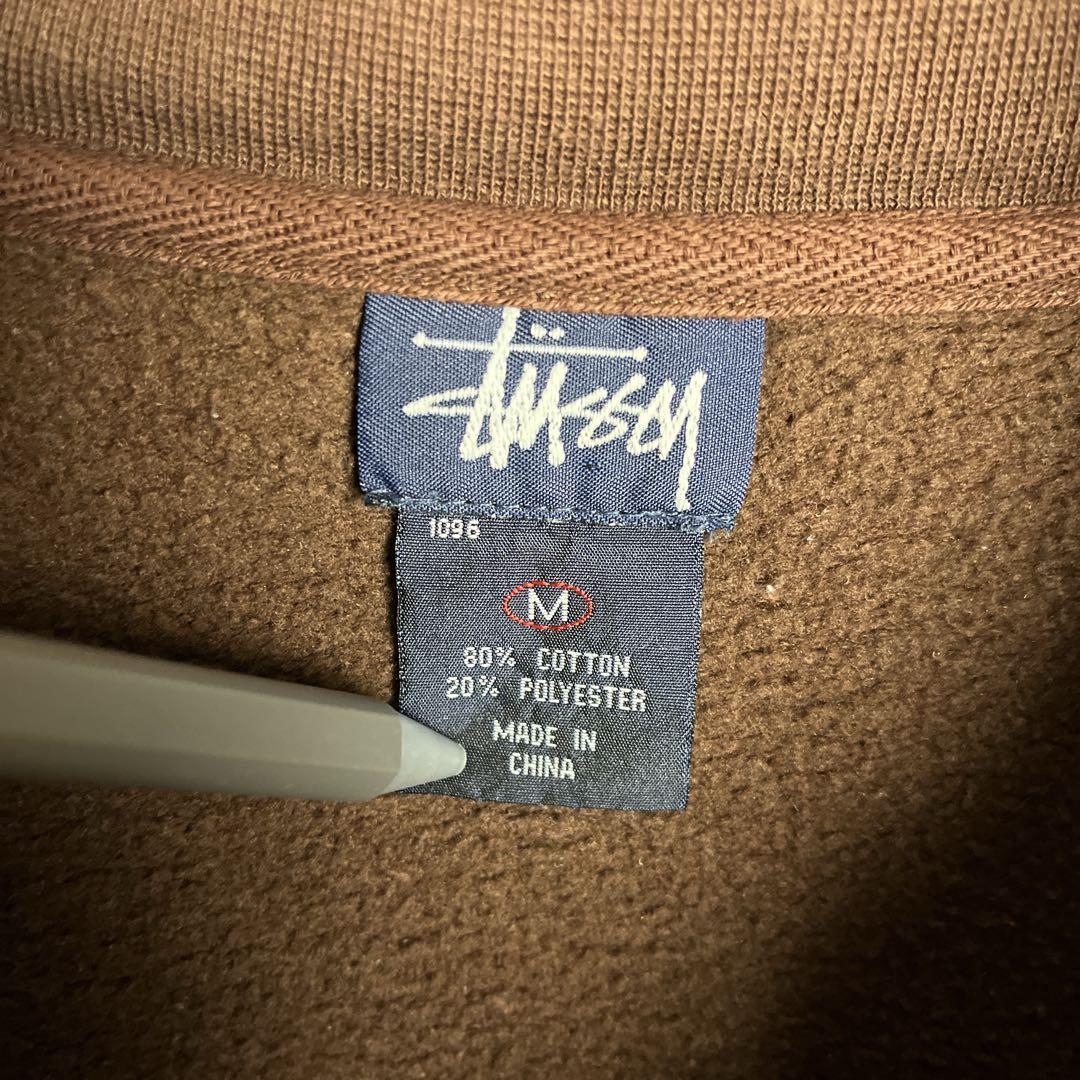 Stüssy
1096
M
80% COTTON
20% POLYESTER
MADE IN
CHINA